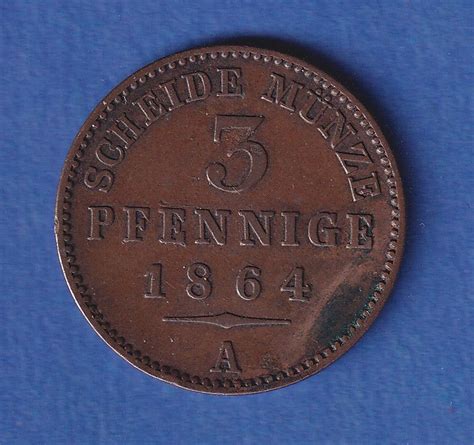 SCHEIDE MÜNZE
3
PFENNIGE
1864
A